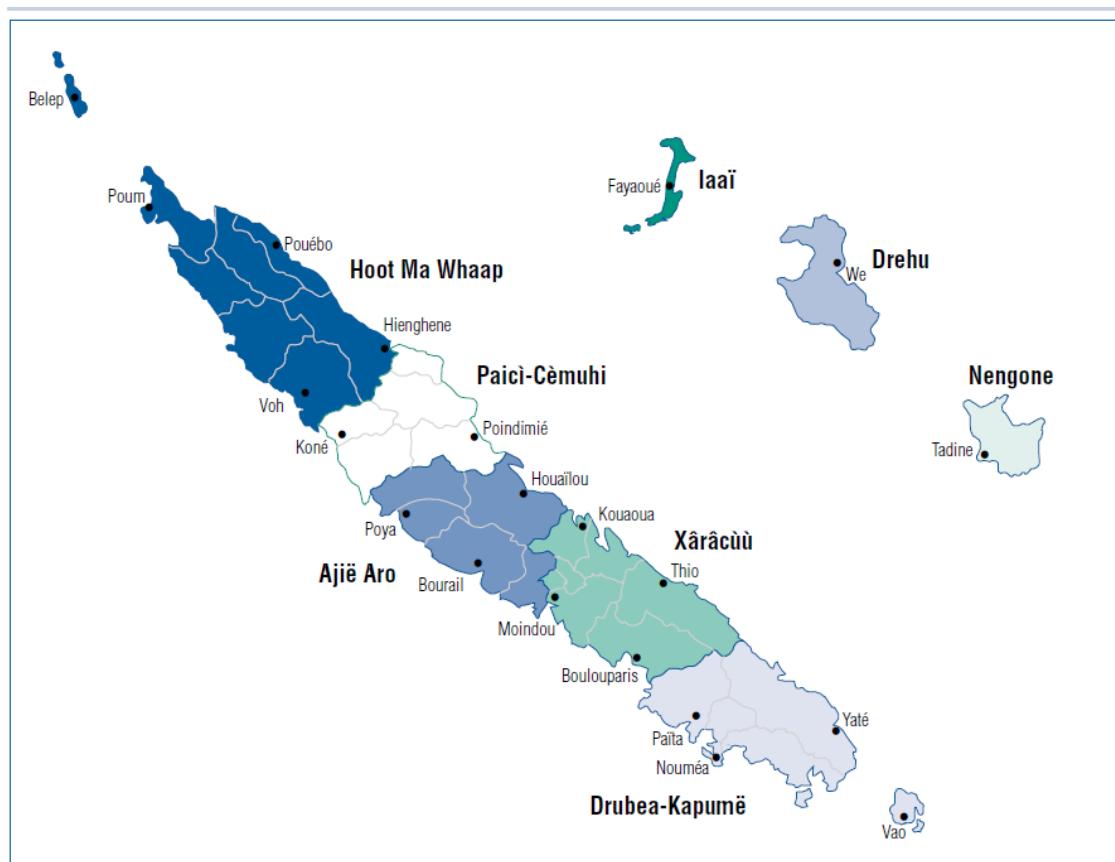 Belep
Poum
Pouébo
Hoot Ma Whaap
Hienghene
Voh
Fayaoué
Iaaï
We
Drehu
Paicì-Cèmuhi
Koné
Poindimié
Nengone
Tadine
Houaïlou
Poya
Ajië Aro
Bourail
Kouaoua
Xârâcùù
Thio
Moindou
Boulouparis
Païta
Yaté
Nouméa
Drubea-Kapumë
Vao